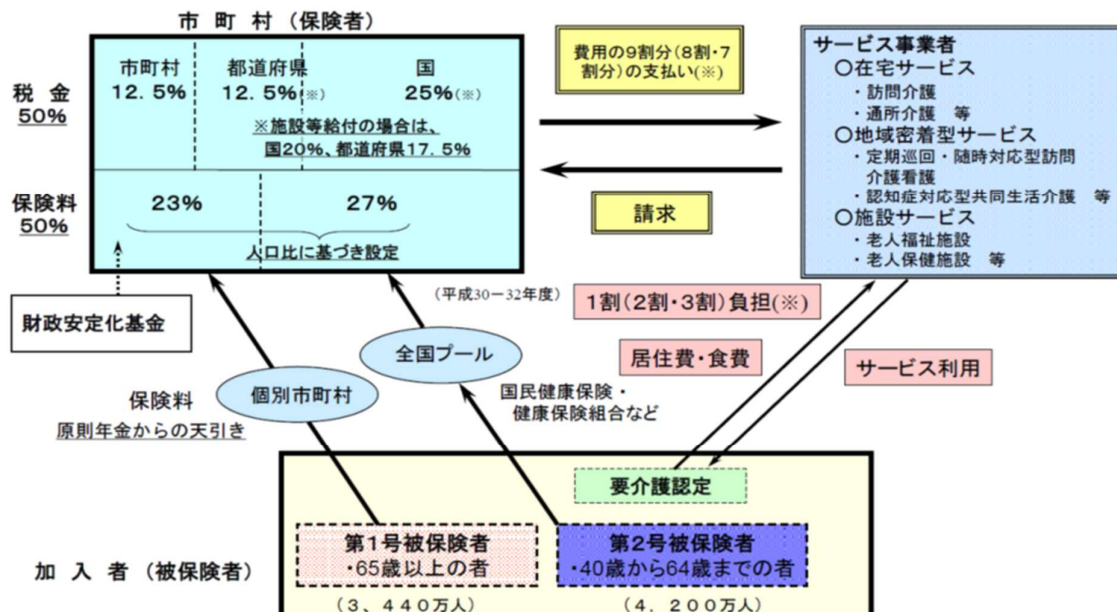 市 町 村 (保険者)
税 金
50%
市町村
12.5%
都道府県
12.5%(※)
国
25%(※)
※施設等給付の場合は、
国20%、都道府県17.5%
保険料
50%
23%
27%
人口比に基づき設定
財政安定化基金
(平成30-32年度)
費用の9割分(8割・7
割分)の支払い(※)
請求
サービス事業者
○在宅サービス
・訪問介護
・通所介護 等
○地域密着型サービス
・定期巡回・随時対応型訪問
介護看護
・認知症対応型共同生活介護 等
○施設サービス
・老人福祉施設
・老人保健施設 等
1割(2割・3割)負担(※)
居住費・食費
サービス利用
全国プール
個別市町村
保険料
原則年金からの天引き
国民健康保険・
健康保険組合など
要介護認定
加 入 者 (被保険者)
第1号被保険者
・65歳以上の者
(3、440万人)
第2号被保険者
・40歳から64歳までの者
(4、200万人)